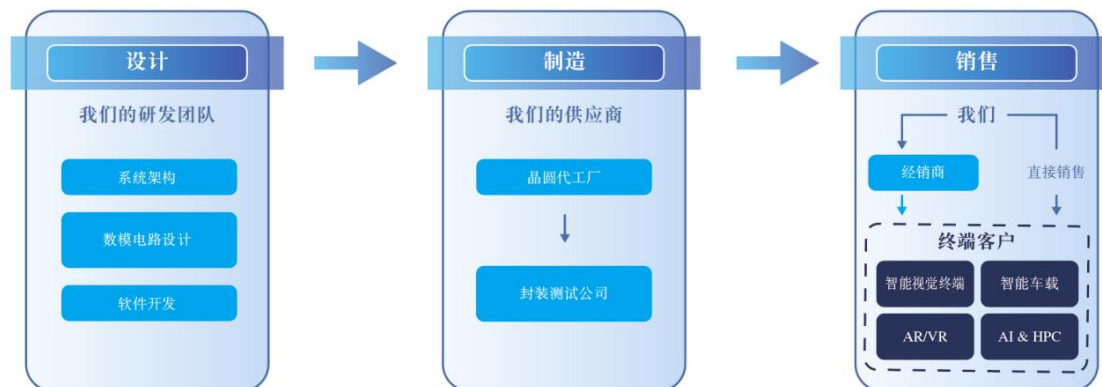 设计
我们的研发团队
系统架构
数模电路设计
软件开发
制造
我们的供应商
晶圆代工厂
封装测试公司
销售
我们
经销商
直接销售
终端客户
智能视觉终端
智能车载
AR/VR
AI & HPC